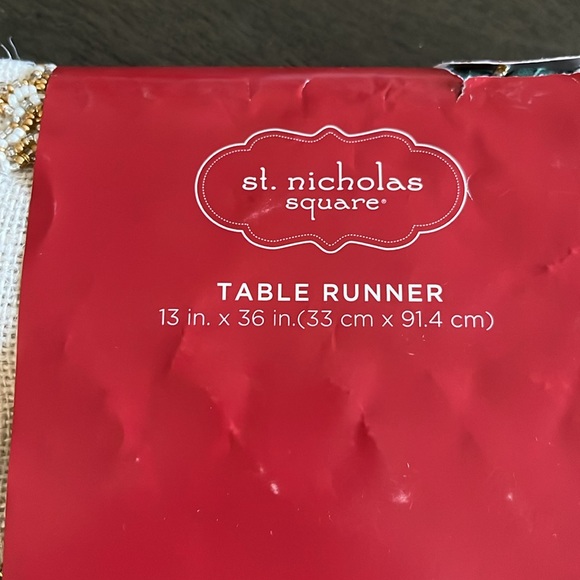 st. nicholas
square®
TABLE RUNNER
13 in. x 36 in.(33 cm x 91.4 cm)